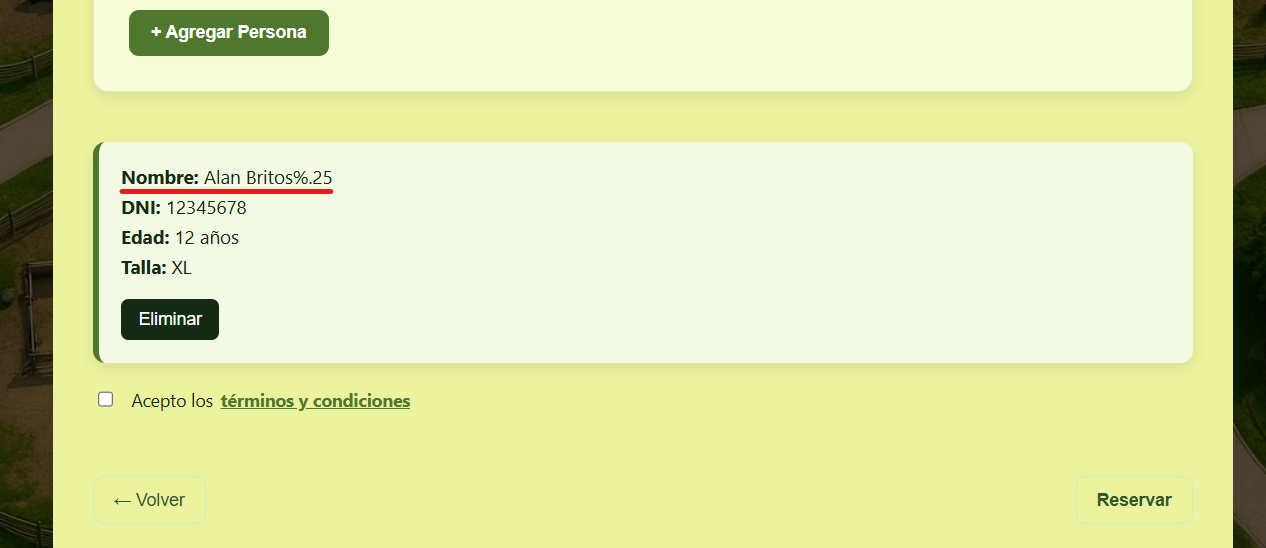 + Agregar Persona
Nombre: Alan Britos%.25
DNI: 12345678
Edad: 12 años
Talla: XL
Eliminar
Acepto los términos y condiciones
← Volver
Reservar